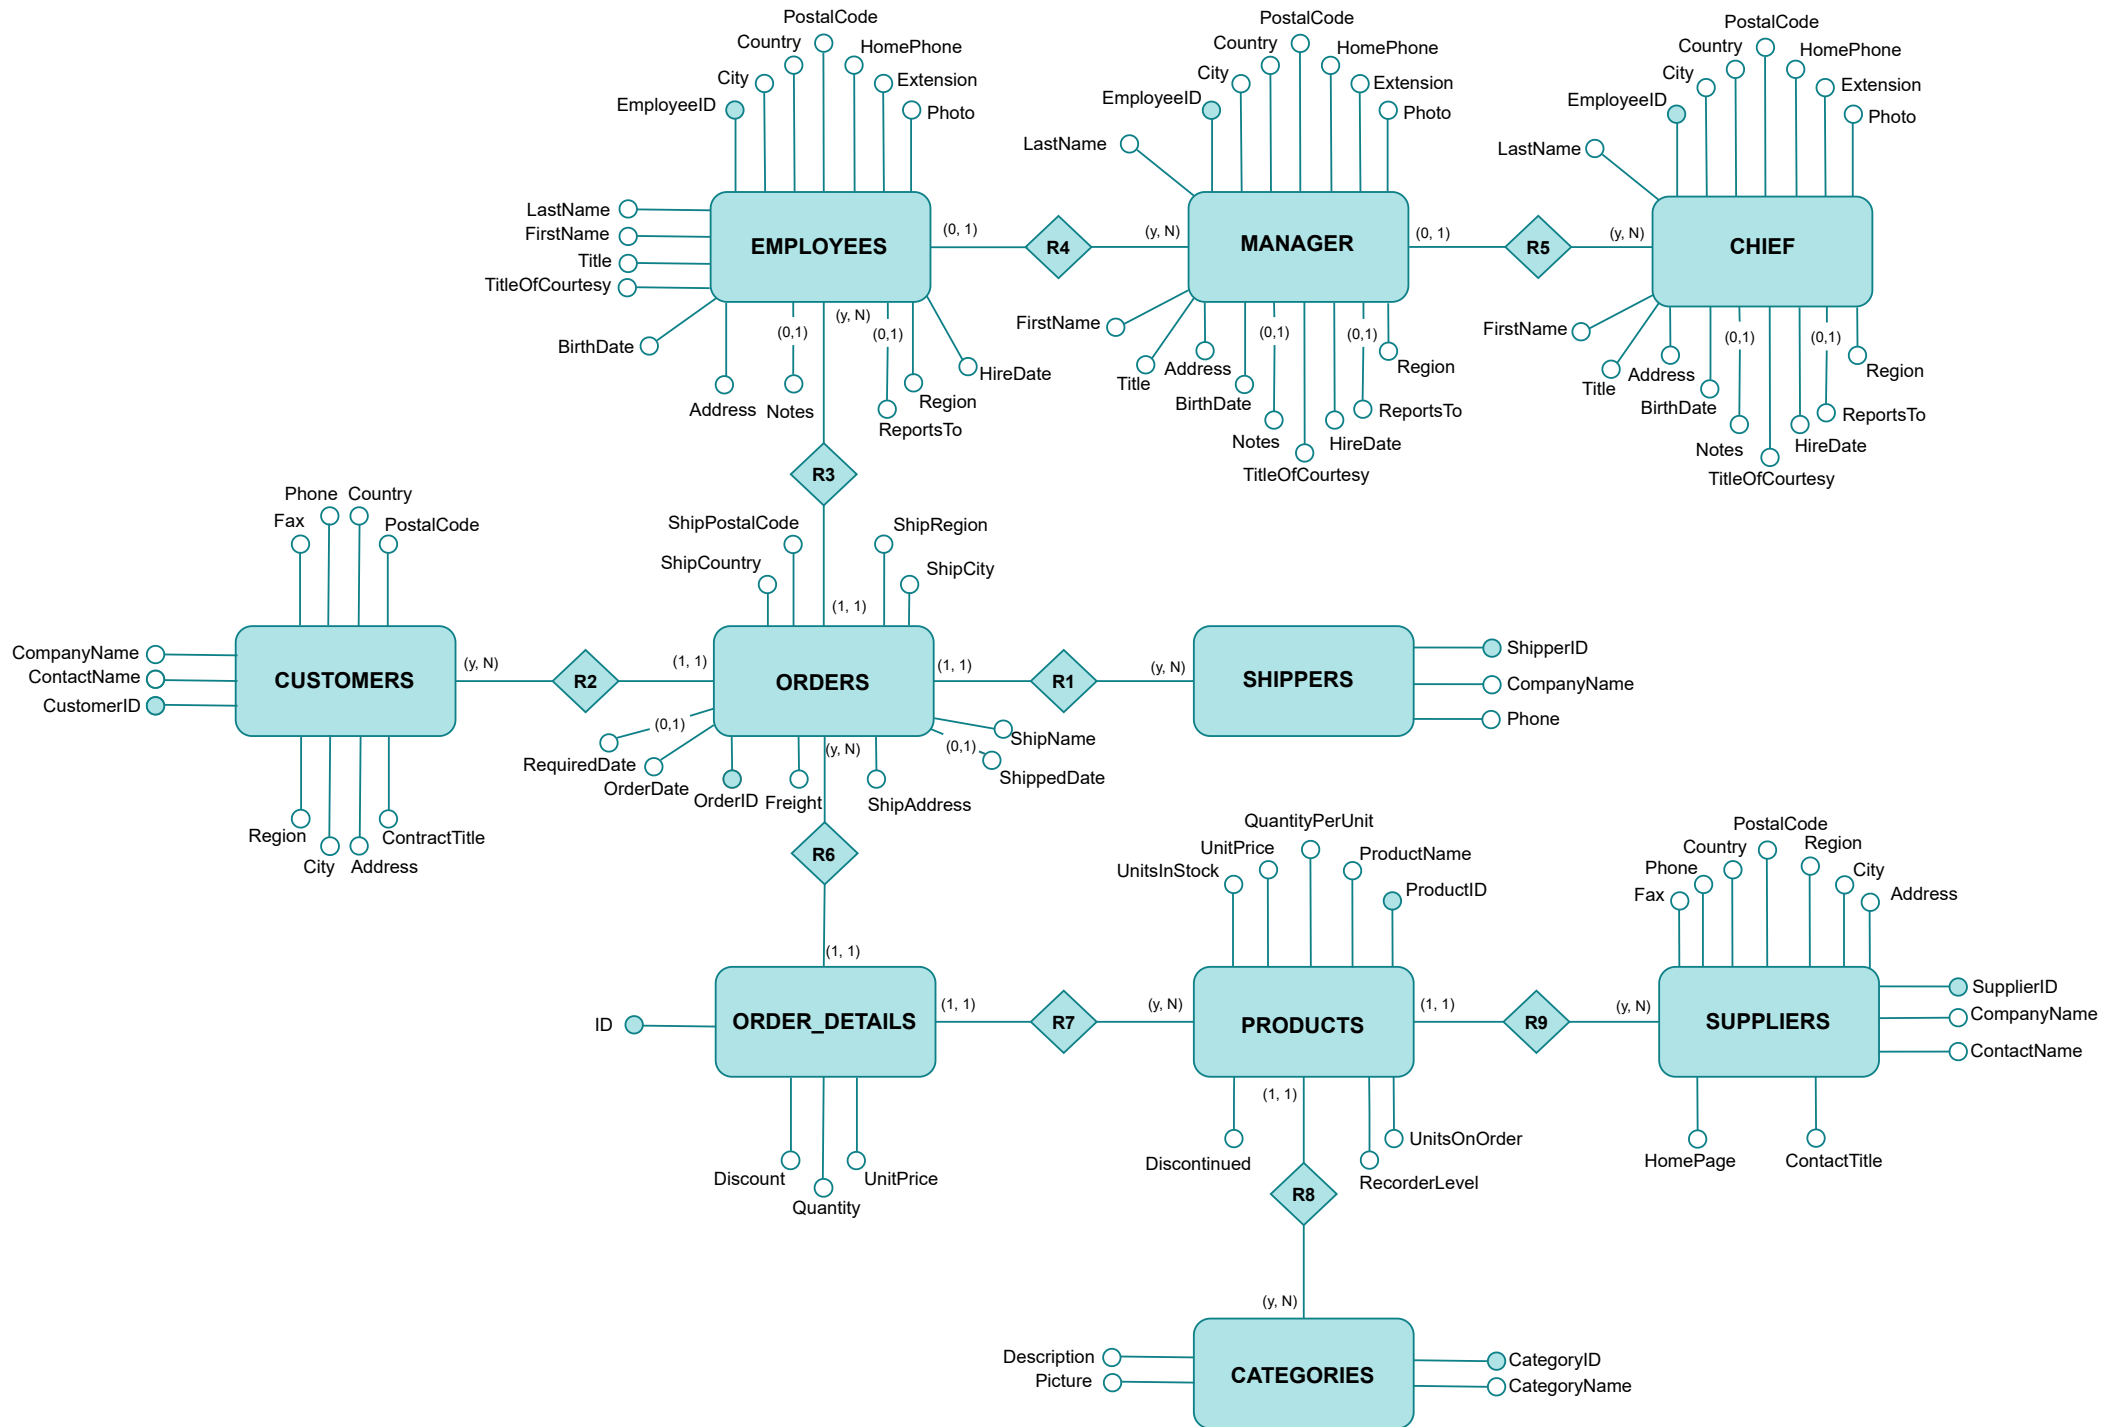 PostalCode
Country
HomePhone
City
Extension
EmployeeID
Photo
LastName
FirstName
Title
TitleOfCourtesy
EMPLOYEES
BirthDate
Address
(0,1)
Notes
(y, N)
(0,1)
ReportsTo
Region
HireDate
(0, 1)
R4
(y, N)
PostalCode
Country
HomePhone
City
Extension
EmployeeID
Photo
LastName
MANAGER
FirstName
Title
Address
BirthDate
(0,1)
Notes
TitleOfCourtesy
HireDate
(0,1)
ReportsTo
Region
(0, 1)
R5
(y, N)
PostalCode
Country
HomePhone
City
Extension
EmployeeID
Photo
LastName
CHIEF
FirstName
Title
Address
BirthDate
(0,1)
Notes
TitleOfCourtesy
HireDate
(0,1)
ReportsTo
Region
R3
Phone
Country
Fax
PostalCode
CompanyName
ContactName
CustomerID
CUSTOMERS
Region
City
Address
ContractTitle
(y, N)
R2
(1, 1)
ShipPostalCode
ShipRegion
ShipCountry
ShipCity
(1, 1)
ORDERS
(0,1)
RequiredDate
OrderDate
OrderID
Freight
(y, N)
ShipAddress
ShipName
(0,1)
ShippedDate
(1, 1)
R1
(y, N)
SHIPPERS
ShipperID
CompanyName
Phone
R6
(1, 1)
ID
ORDER_DETAILS
Discount
Quantity
UnitPrice
(1, 1)
R7
(y, N)
QuantityPerUnit
UnitPrice
ProductName
UnitsInStock
ProductID
PRODUCTS
(1, 1)
Discontinued
UnitsOnOrder
RecorderLevel
(1, 1)
R9
(y, N)
PostalCode
Country
Region
Phone
City
Fax
Address
SUPPLIERS
SupplierID
CompanyName
ContactName
HomePage
ContactTitle
R8
(y, N)
Description
Picture
CATEGORIES
CategoryID
CategoryName